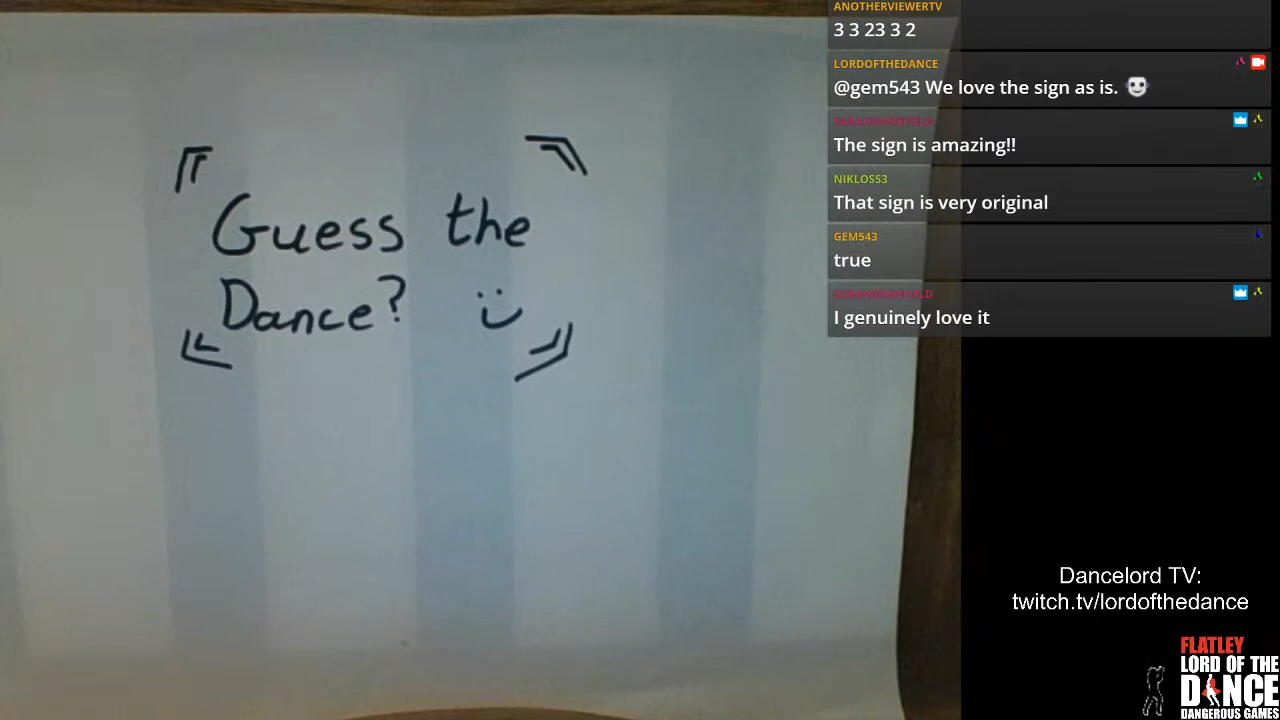 Guess the
Dance? :)
ANOTHERVIEWERTV
3 3 23 3 2
LORDOFTHEDANCE
@gem543 We love the sign as is.
The sign is amazing!!
NIKLOS53
That sign is very original
GEM543
true
I genuinely love it
Dancelord TV:
twitch.tv/lordofthedance
FLATLEY
LORD OF THE
DANCE
DANGEROUS GAMES